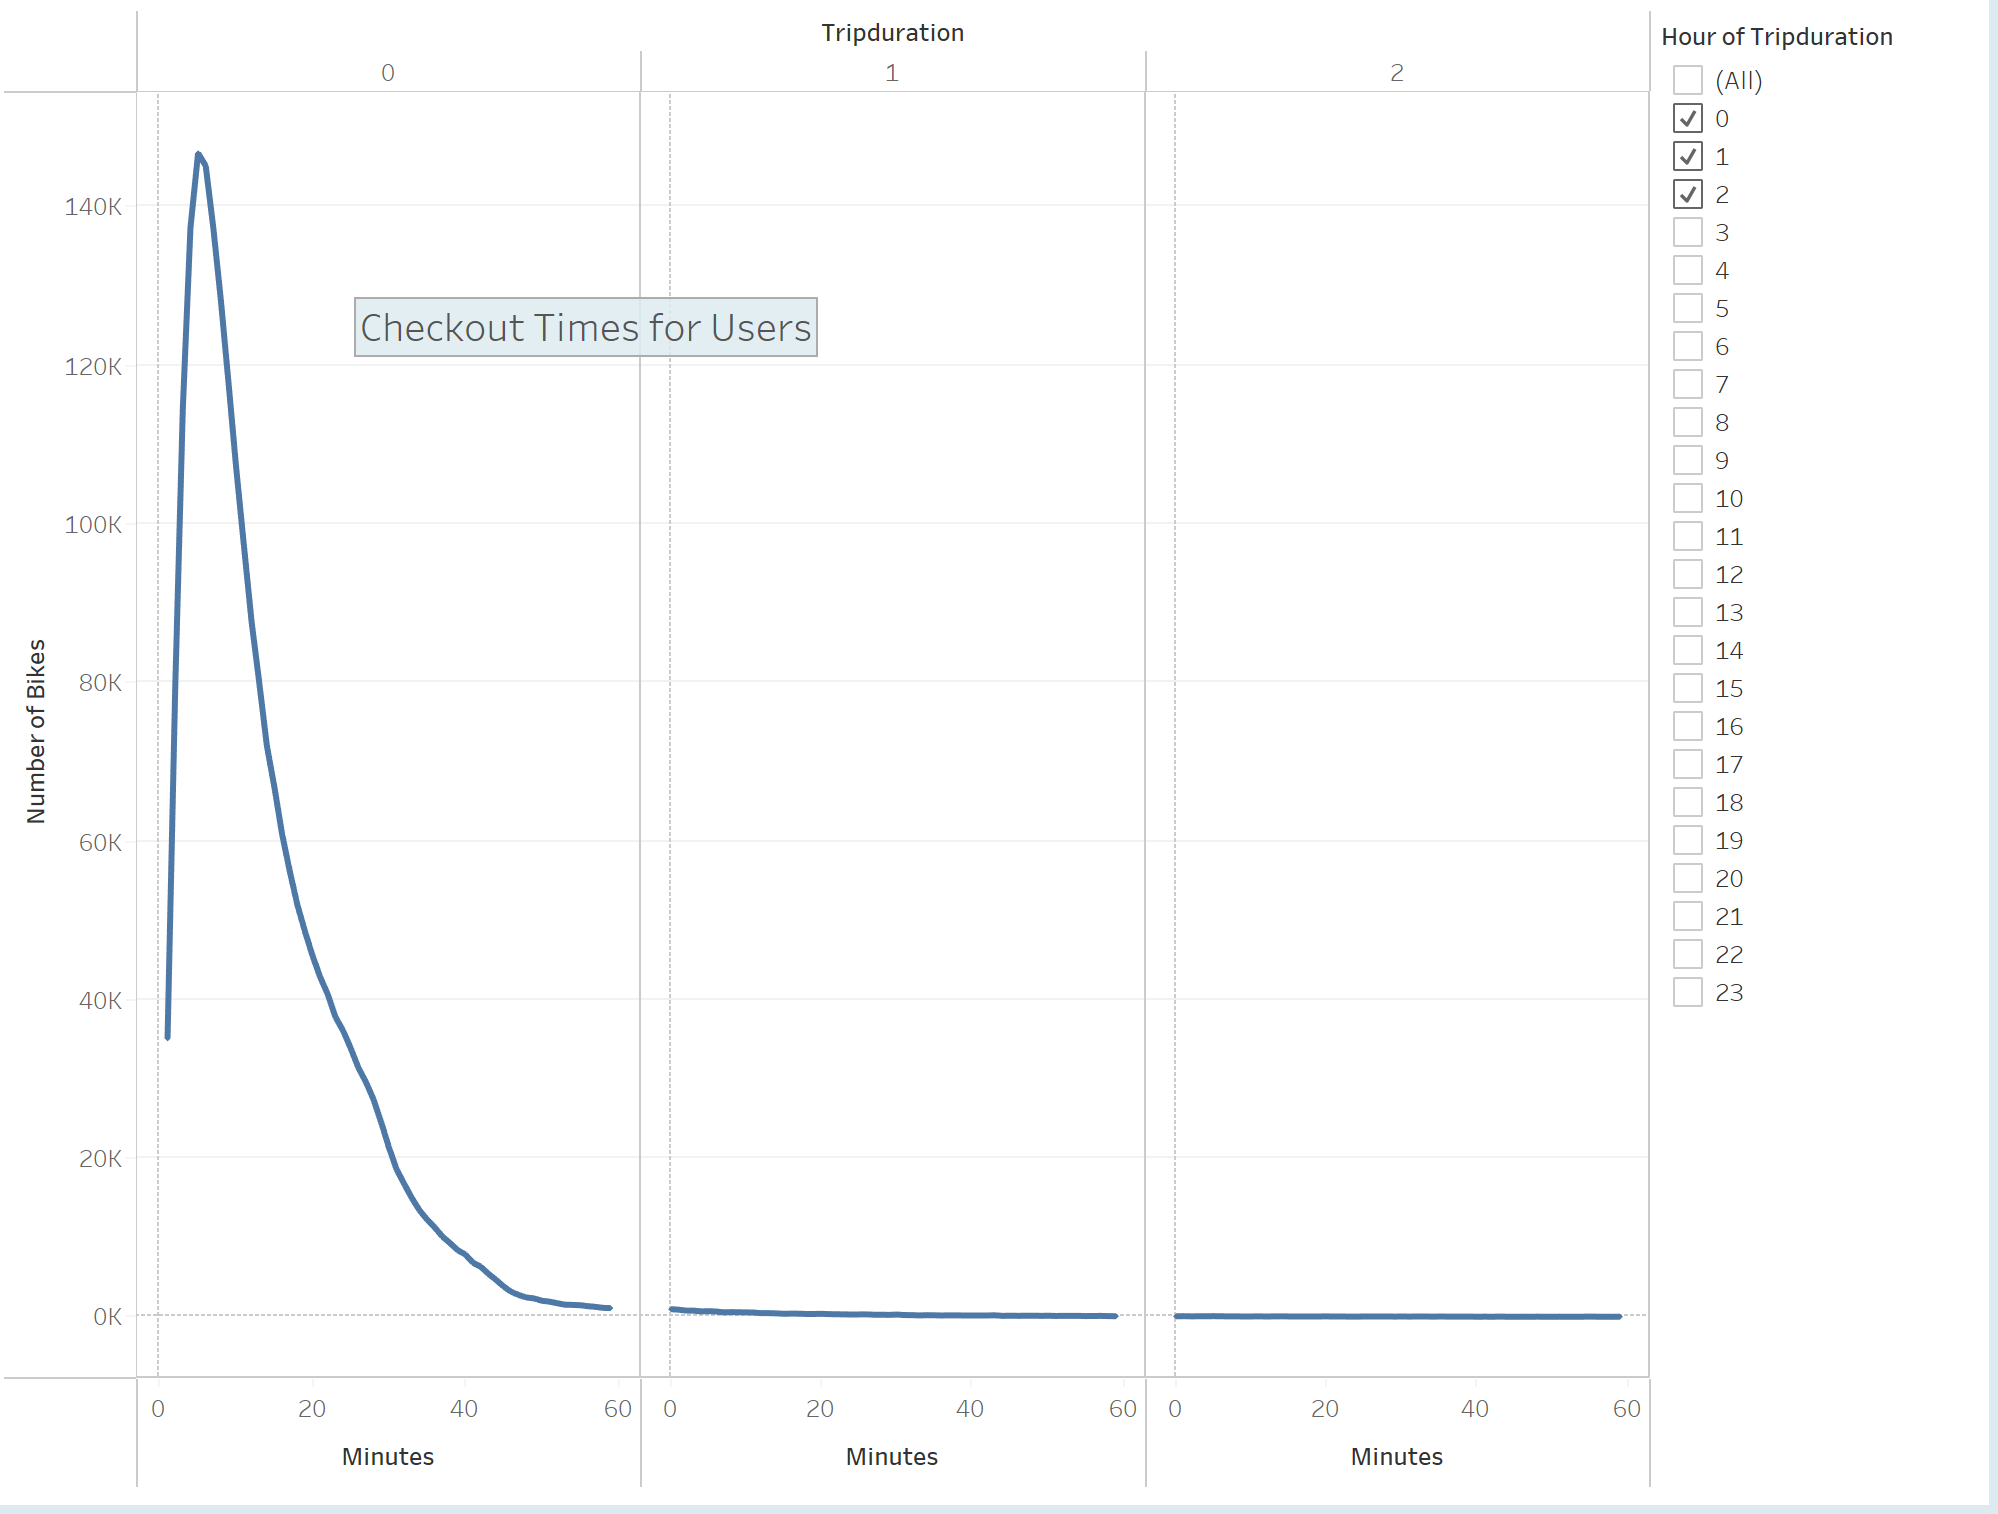 Tripduration
0 1 2
Hour of Tripduration
(All)
0
1
2
3
4
5
6
7
8
9
10
11
12
13
14
15
16
17
18
19
20
21
22
23
Checkout Times for Users
Number of Bikes
140K
120K
100K
80K
60K
40K
20K
0K
0 20 40 60 0 20 40 60 0 20 40 60
Minutes Minutes Minutes